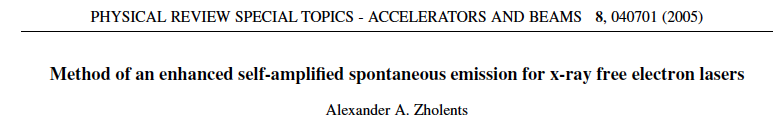 PHYSICAL REVIEW SPECIAL TOPICS - ACCELERATORS AND BEAMS 8, 040701 (2005)
Method of an enhanced self-amplified spontaneous emission for x-ray free electron lasers
Alexander A. Zholents